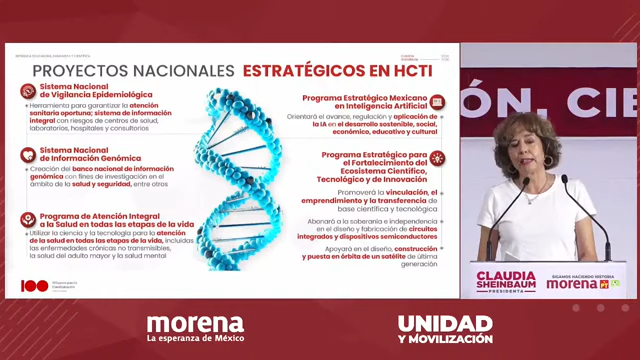 PROYECTOS NACIONALES ESTRATÉGICOS EN HCTI
Sistema Nacional
de Vigilancia Epidemiológica
Herramienta para garantizar la atención
sanitaria oportuna; sistema de información
integral con riesgos de centros de salud,
laboratorios, hospitales y consultorios
Sistema Nacional
de Información Genómica
Creación del banco nacional de información
genómica con fines de investigación en el
ámbito de la salud y seguridad, entre otros
Programa de Atención Integral
a la Salud en todas las etapas de la vida
Utilizar la ciencia y la tecnología para la atención
de la salud en todas las etapas de la vida, incluidas
las enfermedades crónicas no transmisibles,
la salud del adulto mayor y la salud mental
100
Programa Estratégico Mexicano
en Inteligencia Artificial
Orientará el avance, regulación y aplicación de
la IA en el desarrollo sostenible, social,
económico, educativo y cultural
Programa Estratégico para
el Fortalecimiento del
Ecosistema Científico,
Tecnológico y de Innovación
Promoverá la vinculación, el
emprendimiento y la transferencia de
base científica y tecnológica
Abonará a la soberanía e independencia
en el diseño y fabricación de circuitos
integrados y dispositivos semiconductores
Apoyará en el diseño, construcción
y puesta en órbita de un satélite de última
generación
ÓN, CIE
CLAUDIA
SHEINBAUM
PRESIDENTA
SIGAMOS HACIENDO HISTORIA
morena PT
morena
La esperanza de México
UNIDAD
Y MOVILIZACIÓN